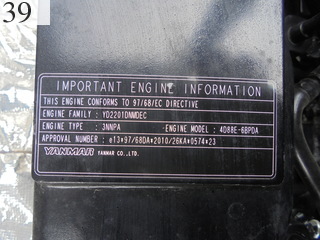 39
IMPORTANT ENGINE INFORMATION
THIS ENGINE CONFORMS TO 97/68/EC DIRECTIVE
ENGINE FAMILY : YD2201DNMDEC
ENGINE TYPE : 3NNPA ・ENGINE MODEL : 4D88E-6BPDA
APPROVAL NUMBER : e13*97/68DA*2010/26KA*0574*23
YANMAR YANMAR CO.,LTD.